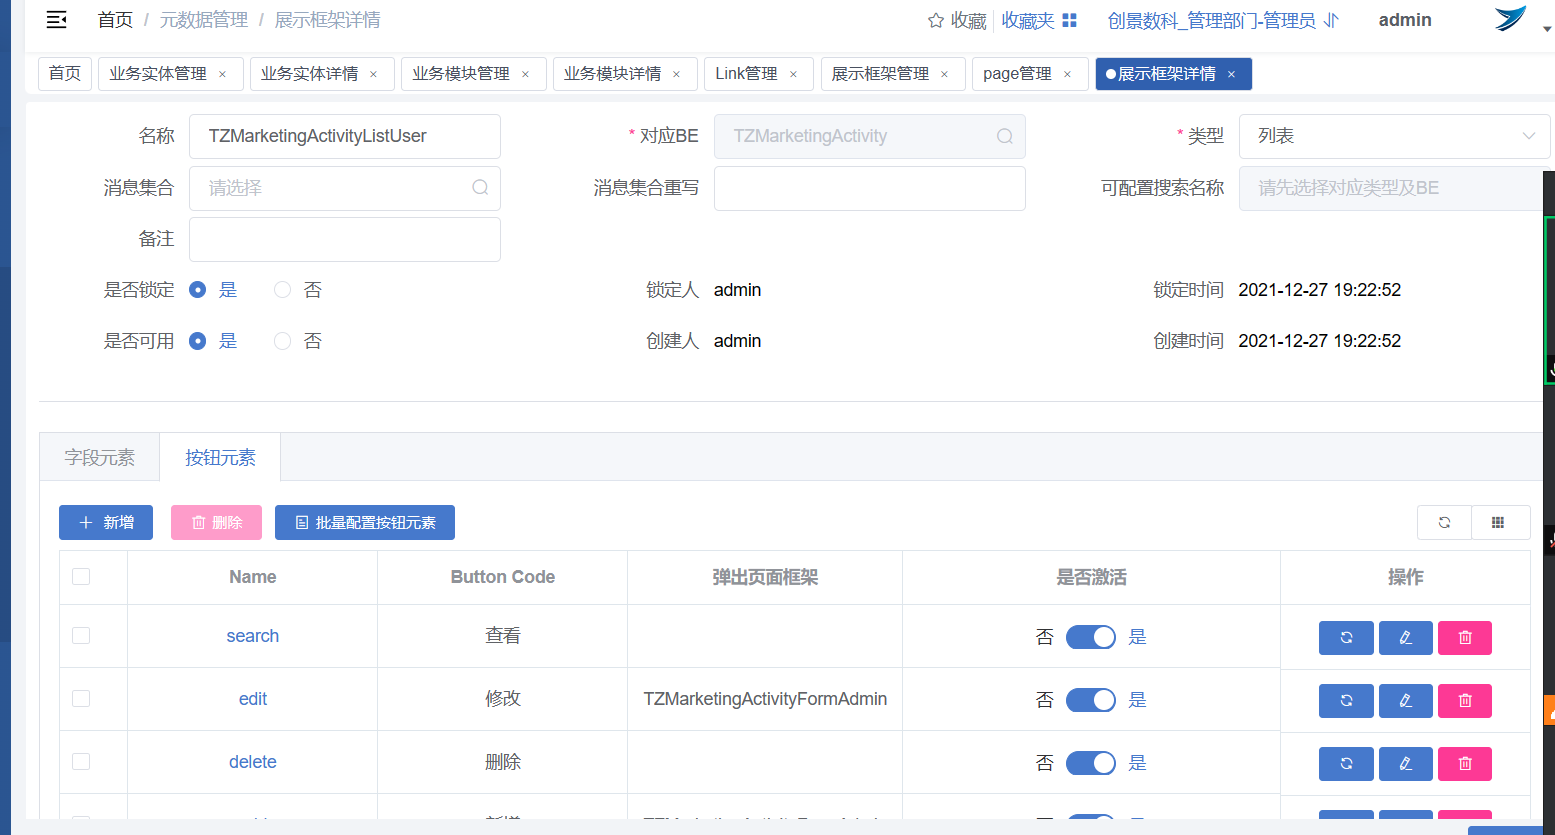 首页 / 元数据管理 / 展示框架详情 收藏 收藏夹 创景数科_管理部门-管理员 admin
首页 业务实体管理 × 业务实体详情 × 业务模块管理 × 业务模块详情 × Link管理 × 展示框架管理 × page管理 × 展示框架详情 ×
名称 TZMarketingActivityListUser * 对应BE TZMarketingActivity * 类型 列表
消息集合 请选择 消息集合重写 可配置搜索名称 请先选择对应类型及BE
备注
是否锁定 是 否 锁定人 admin 锁定时间 2021-12-27 19:22:52
是否可用 是 否 创建人 admin 创建时间 2021-12-27 19:22:52
字段元素 按钮元素
新增 删除 批量配置按钮元素
Name Button Code 弹出页面框架 是否激活 操作
search 查看 否 是
edit 修改 TZMarketingActivityFormAdmin 否 是
delete 删除 否 是